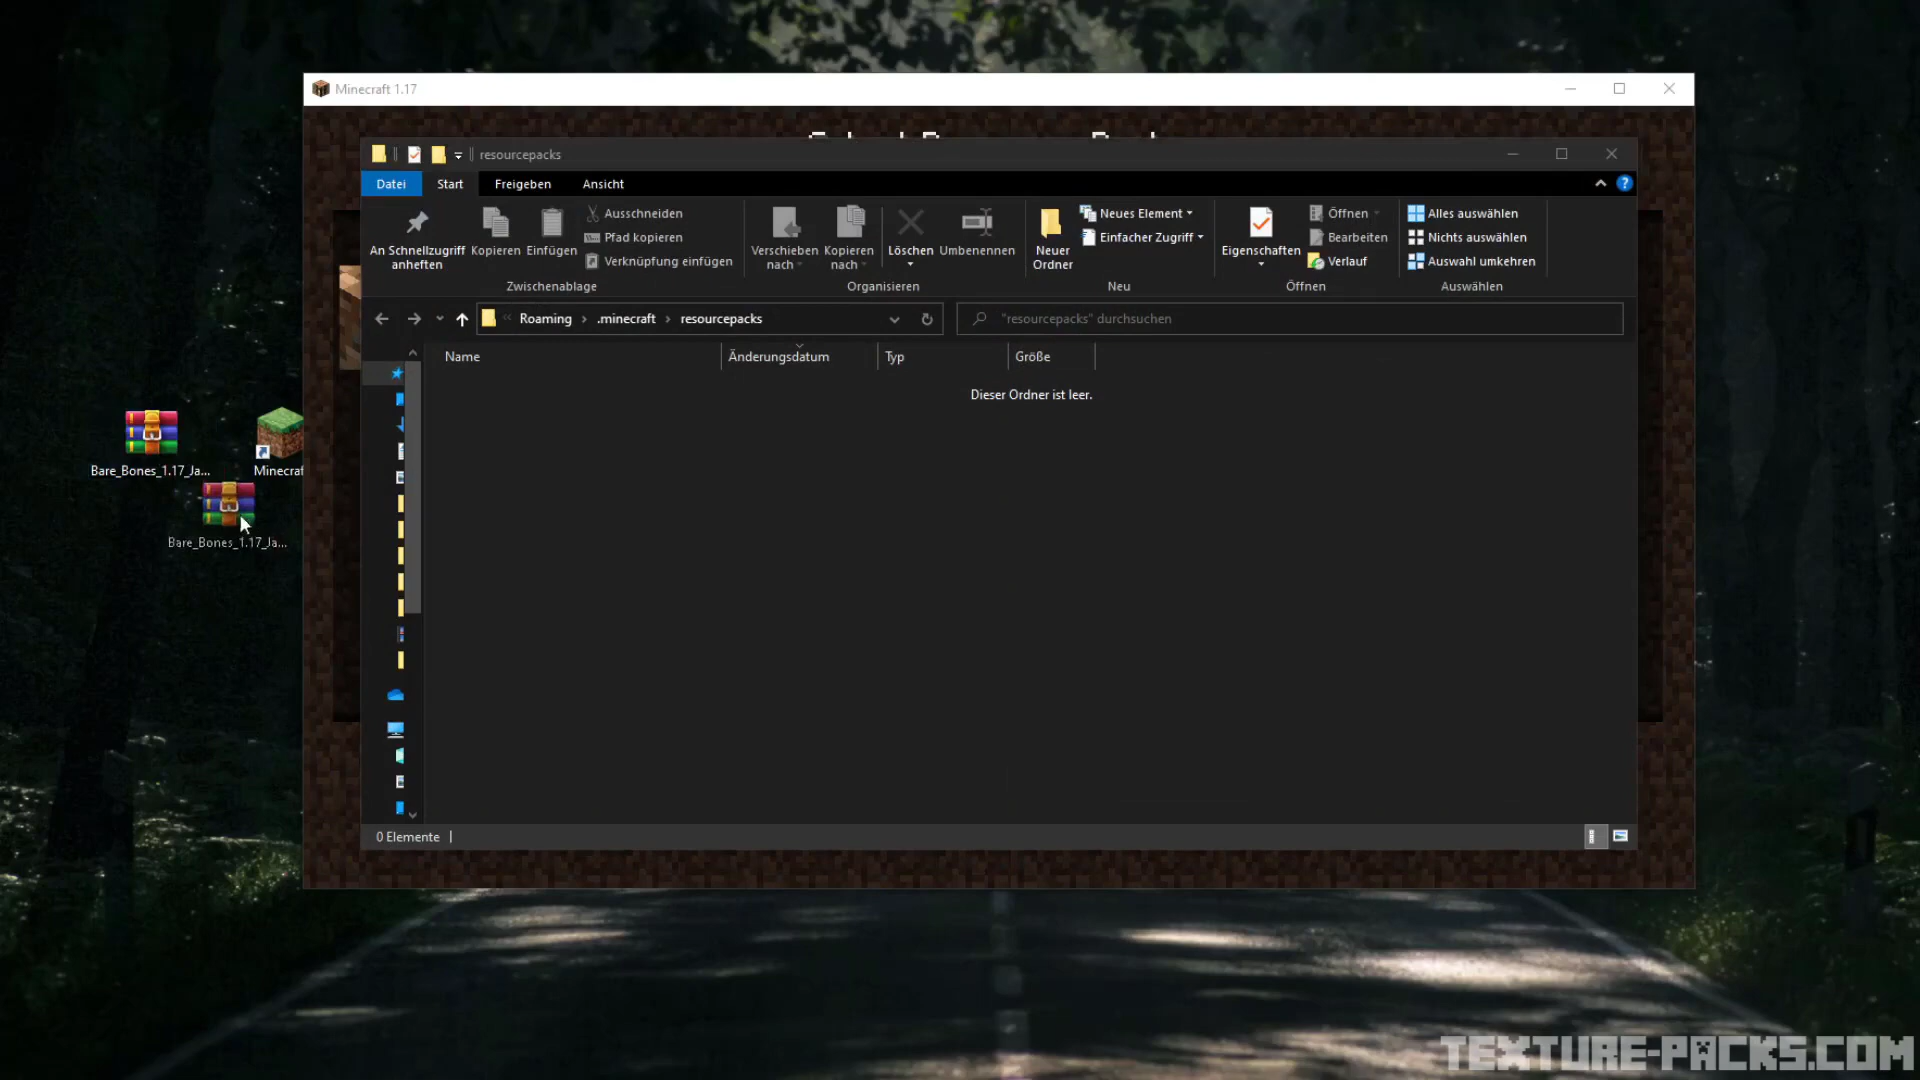 Minecraft 1.17
resourcepacks
Datei
Start
Freigeben
Ansicht
An Schnellzugriff
anheften
Kopieren
Einfügen
Ausschneiden
Pfad kopieren
Verknüpfung einfügen
Zwischenablage
Verschieben
nach
Kopieren
nach
Löschen
Umbenennen
Organisieren
Neuer
Ordner
Neues Element
Einfacher Zugriff
Neu
Eigenschaften
Öffnen
Bearbeiten
Verlauf
Öffnen
Alles auswählen
Nichts auswählen
Auswahl umkehren
Auswählen
Roaming › .minecraft › resourcepacks
"resourcepacks" durchsuchen
Name
Änderungsdatum
Typ
Größe
Dieser Ordner ist leer.
Bare_Bones_1.17_Ja...
Minecraf
Bare_Bones_1.17_Ja...
0 Elemente
TEXTURE-PACKS.COM